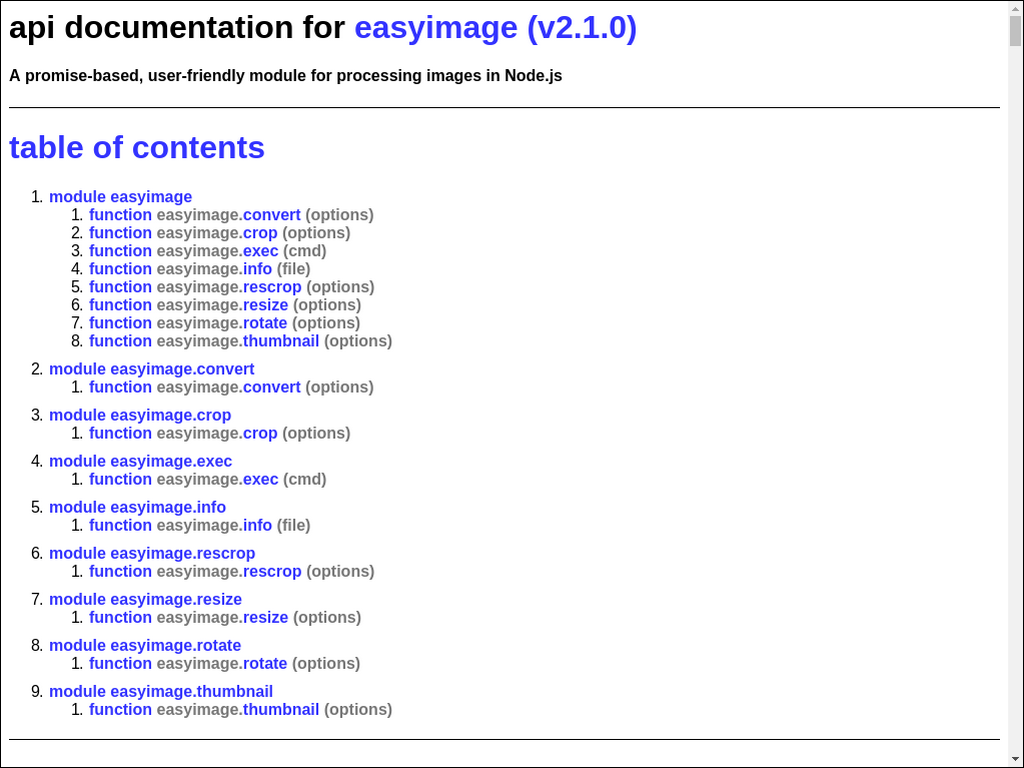 api documentation for easyimage (v2.1.0)
A promise-based, user-friendly module for processing images in Node.js
table of contents
1. module easyimage
1. function easyimage.convert (options)
2. function easyimage.crop (options)
3. function easyimage.exec (cmd)
4. function easyimage.info (file)
5. function easyimage.rescrop (options)
6. function easyimage.resize (options)
7. function easyimage.rotate (options)
8. function easyimage.thumbnail (options)
2. module easyimage.convert
1. function easyimage.convert (options)
3. module easyimage.crop
1. function easyimage.crop (options)
4. module easyimage.exec
1. function easyimage.exec (cmd)
5. module easyimage.info
1. function easyimage.info (file)
6. module easyimage.rescrop
1. function easyimage.rescrop (options)
7. module easyimage.resize
1. function easyimage.resize (options)
8. module easyimage.rotate
1. function easyimage.rotate (options)
9. module easyimage.thumbnail
1. function easyimage.thumbnail (options)